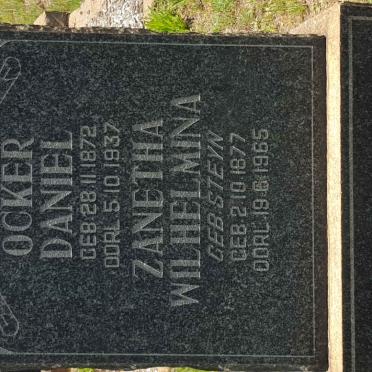 OCKER
DANIEL
GEB 28.11.1872
OORL 5.10.1937
ZANETHA
WILHELMINA
GEB STEYN
GEB 2.10.1877
OORL 19.6.1965